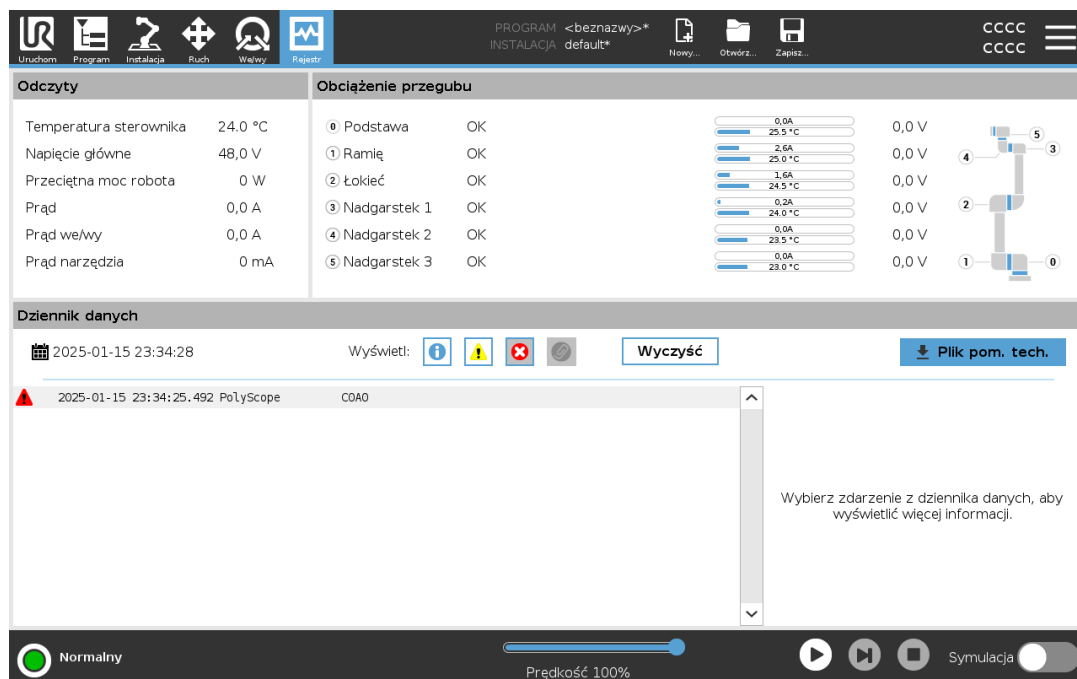 PROGRAM <beznazwy>*
INSTALACJA default*
cccc
cccc
UR
Uruchom Program Instalacja Ruch We/wy Rejestr Nowy... Otwórz... Zapisz...
Odczyty
Obciążenie przegubu
Temperatura sterownika 24.0 °C
Napięcie główne 48,0 V
Przeciętna moc robota 0 W
Prąd 0,0 A
Prąd we/wy 0,0 A
Prąd narzędzia 0 mA
0 Podstawa OK 0,0A 25.5 °C 0,0 V
1 Ramię OK 2,6A 25.0 °C 0,0 V
2 Łokieć OK 1,6A 24.5 °C 0,0 V
3 Nadgarstek 1 OK 0,2A 24.0 °C 0,0 V
4 Nadgarstek 2 OK 0,0A 23.5 °C 0,0 V
5 Nadgarstek 3 OK 0,0A 23.0 °C 0,0 V
5
3
4
2
1 0
Dziennik danych
2025-01-15 23:34:28 Wyświetl: Wyczyść Plik pom. tech.
2025-01-15 23:34:25.492 PolyScope C0A0
Wybierz zdarzenie z dziennika danych, aby
wyświetlić więcej informacji.
Normalny
Prędkość 100%
Symulacja